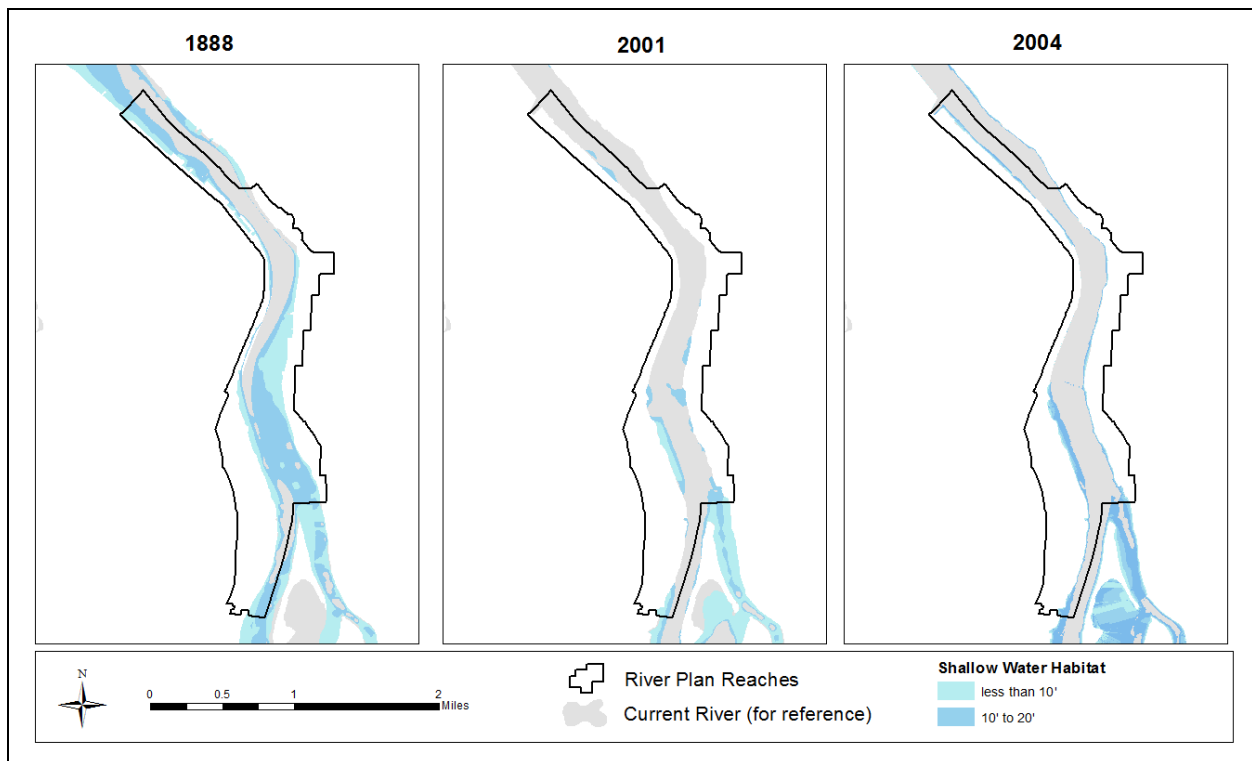 1888
2001
2004
N
0 0.5 1 2
Miles
River Plan Reaches
Current River (for reference)
Shallow Water Habitat
less than 10'
10' to 20'